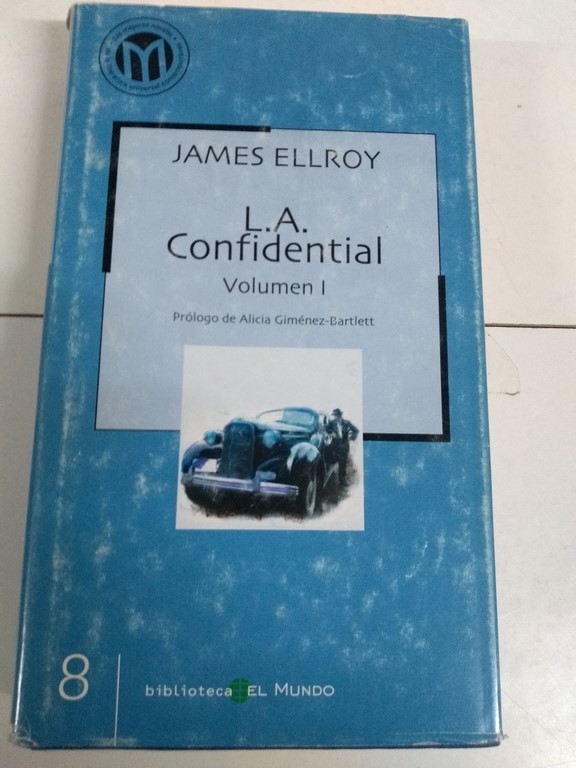 M
JAMES ELLROY
L.A.
Confidential
Volumen I
Prólogo de Alicia Giménez-Bartlett
8
biblioteca EL MUNDO